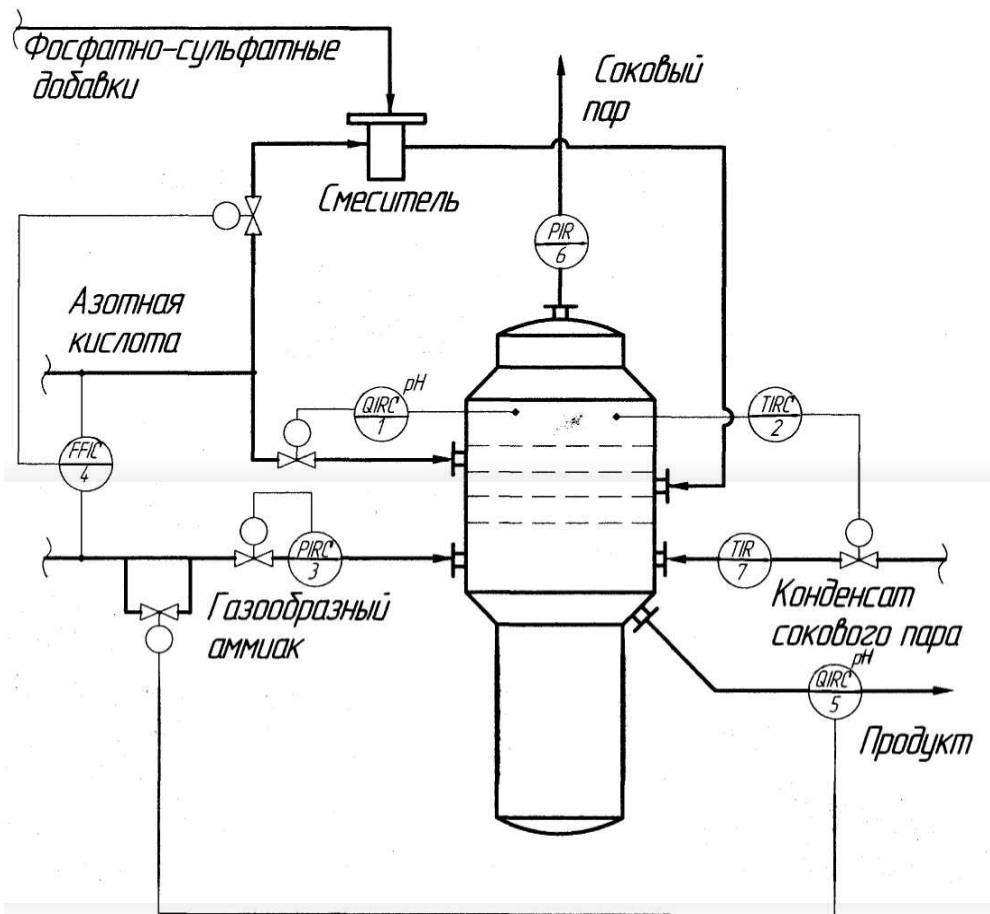 Фосфатно-сульфатные
добавки
Соковый
пар
Смеситель
PIR
6
Азотная
кислота
QIRC
1
pH
TIRC
2
FFIC
4
PIRC
3
TIR
7
Газообразный
аммиак
Конденсат
сокового пара
QIRC
5
pH
Продукт